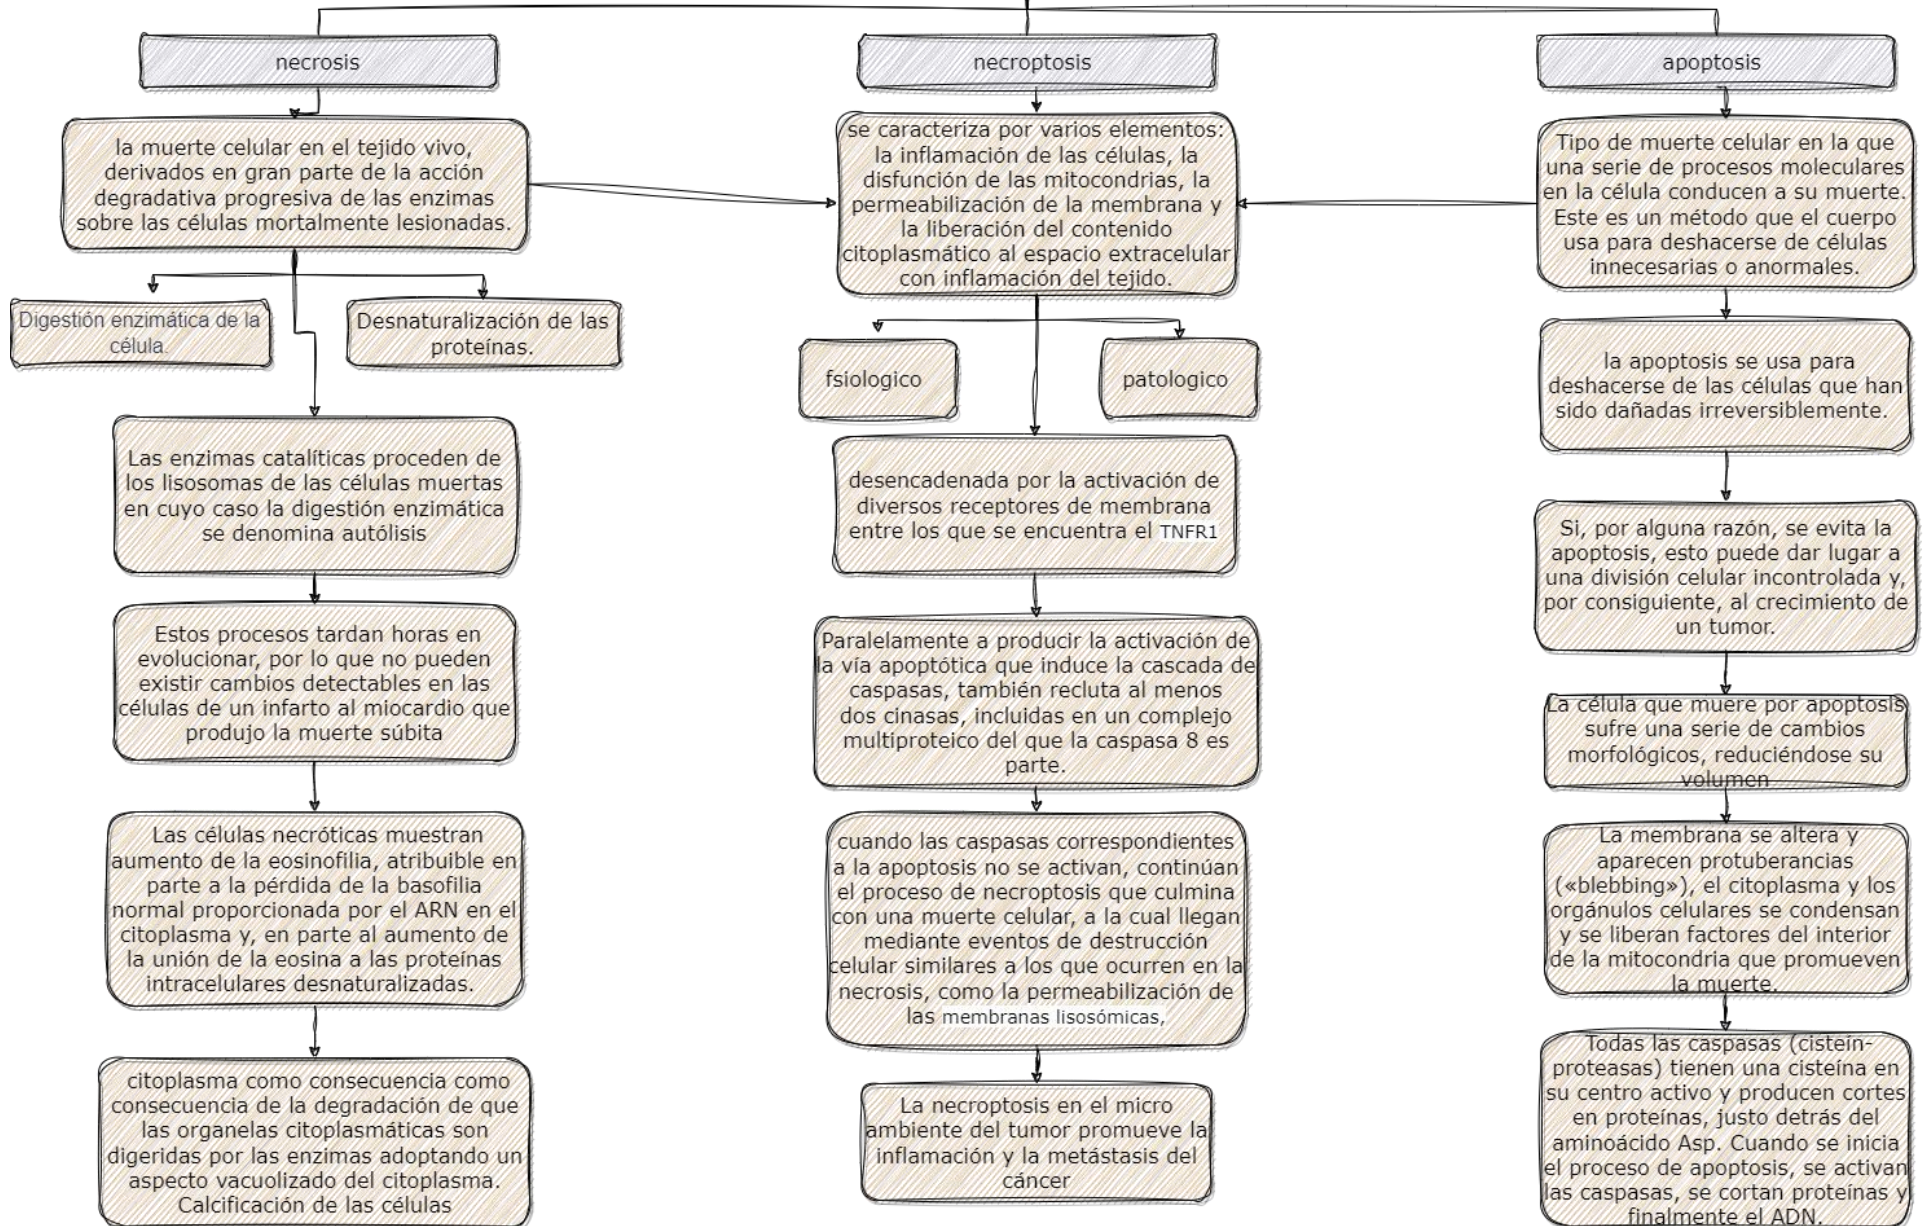 necrosis
la muerte celular en el tejido vivo,
derivados en gran parte de la acción
degradativa progresiva de las enzimas
sobre las células mortalmente lesionadas.
Digestión enzimática de la
célula.
Desnaturalización de las
proteínas.
Las enzimas catalíticas proceden de
los lisosomas de las células muertas
en cuyo caso la digestión enzimática
se denomina autólisis
Estos procesos tardan horas en
evolucionar, por lo que no pueden
existir cambios detectables en las
células de un infarto al miocardio que
produjo la muerte súbita
Las células necróticas muestran
aumento de la eosinofilia, atribuible en
parte a la pérdida de la basofilia
normal proporcionada por el ARN en el
citoplasma y, en parte al aumento de
la unión de la eosina a las proteínas
intracelulares desnaturalizadas.
citoplasma como consecuencia como
consecuencia de la degradación de que
las organelas citoplasmáticas son
digeridas por las enzimas adoptando un
aspecto vacuolizado del citoplasma.
Calcificación de las células
necroptosis
se caracteriza por varios elementos:
la inflamación de las células, la
disfunción de las mitocondrias, la
permeabilización de la membrana y
la liberación del contenido
citoplasmático al espacio extracelular
con inflamación del tejido.
fsiologico
patologico
desencadenada por la activación de
diversos receptores de membrana
entre los que se encuentra el TNFR1
Paralelamente a producir la activación de
la vía apoptótica que induce la cascada de
caspasas, también recluta al menos
dos cinasas, incluidas en un complejo
multiproteico del que la caspasa 8 es
parte.
cuando las caspasas correspondientes
a la apoptosis no se activan, continúan
el proceso de necroptosis que culmina
con una muerte celular, a la cual llegan
mediante eventos de destrucción
celular similares a los que ocurren en la
necrosis, como la permeabilización de
las membranas lisosómicas,
La necroptosis en el micro
ambiente del tumor promueve la
inflamación y la metástasis del
cáncer
apoptosis
Tipo de muerte celular en la que
una serie de procesos moleculares
en la célula conducen a su muerte.
Este es un método que el cuerpo
usa para deshacerse de células
innecesarias o anormales.
la apoptosis se usa para
deshacerse de las células que han
sido dañadas irreversiblemente.
Si, por alguna razón, se evita la
apoptosis, esto puede dar lugar a
una división celular incontrolada y,
por consiguiente, al crecimiento de
un tumor.
La célula que muere por apoptosis
sufre una serie de cambios
morfológicos, reduciéndose su
volumen
La membrana se altera y
aparecen protuberancias
(«blebbing»), el citoplasma y los
orgánulos celulares se condensan
y se liberan factores del interior
de la mitocondria que promueven
la muerte.
Todas las caspasas (cisteín-
proteasas) tienen una cisteína en
su centro activo y producen cortes
en proteínas, justo detrás del
aminoácido Asp. Cuando se inicia
el proceso de apoptosis, se activan
las caspasas, se cortan proteínas y
finalmente el ADN.